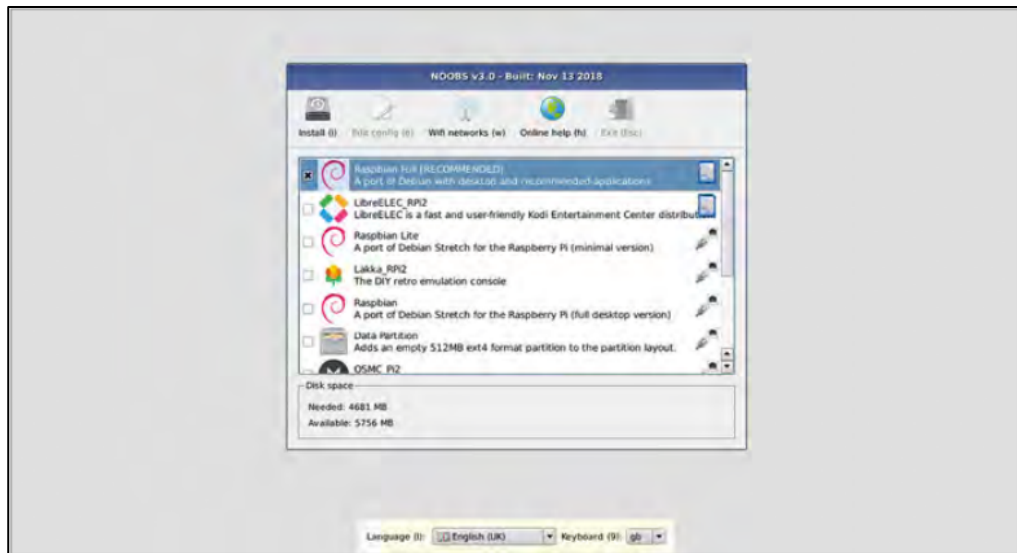 NOOBS v3.0 - Built: Nov 13 2018
Install (i) Edit config (e) Wifi networks (w) Online help (h) Exit (Esc)
Raspbian Full [RECOMMENDED]
A port of Debian with desktop and recommended applications
LibreELEC_RPi2
LibreELEC is a fast and user-friendly Kodi Entertainment Center distribut
Raspbian Lite
A port of Debian Stretch for the Raspberry Pi (minimal version)
Lakka_RPi2
The DIY retro emulation console
Raspbian
A port of Debian Stretch for the Raspberry Pi (full desktop version)
Data Partition
Adds an empty 512MB ext4 format partition to the partition layout.
OSMC_Pi2
Disk space
Needed: 4681 MB
Available: 5756 MB
Language (l): English (UK) Keyboard (9): gb